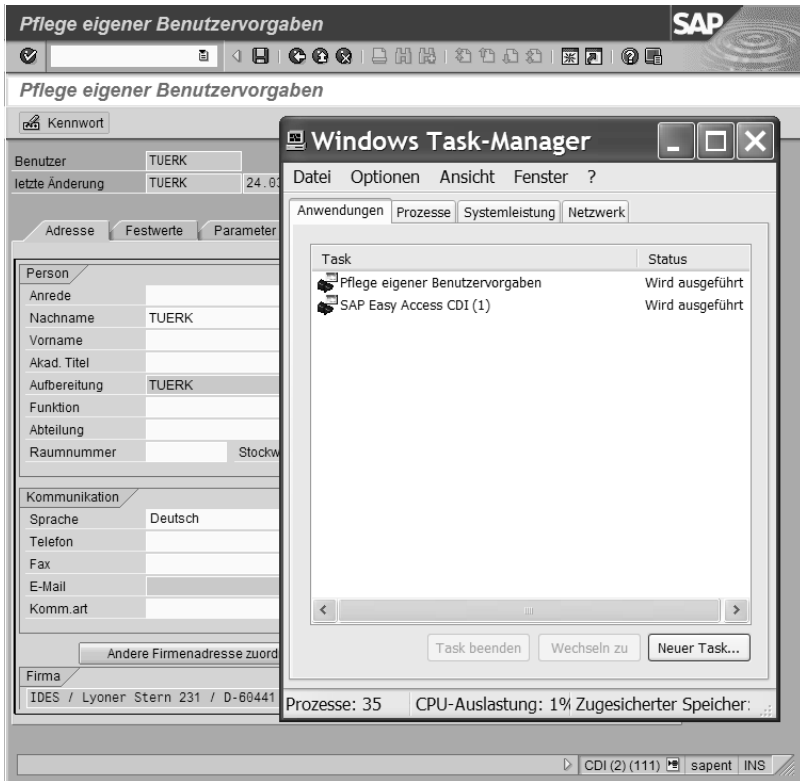 Pflege eigener Benutzervorgaben
SAP
Pflege eigener Benutzervorgaben
Kennwort
Benutzer TUERK
letzte Änderung TUERK 24.03
Adresse Festwerte Parameter
Person
Anrede
Nachname TUERK
Vorname
Akad. Titel
Aufbereitung TUERK
Funktion
Abteilung
Raumnummer Stockw
Kommunikation
Sprache Deutsch
Telefon
Fax
E-Mail
Komm.art
Andere Firmenadresse zuord
Firma
IDES / Lyoner Stern 231 / D-60441
Windows Task-Manager
Datei Optionen Ansicht Fenster ?
Anwendungen Prozesse Systemleistung Netzwerk
Task Status
Pflege eigener Benutzervorgaben Wird ausgeführt
SAP Easy Access CDI (1) Wird ausgeführt
Task beenden Wechseln zu Neuer Task...
Prozesse: 35 CPU-Auslastung: 1% Zugesicherter Speicher:
CDI (2) (111) sapent INS